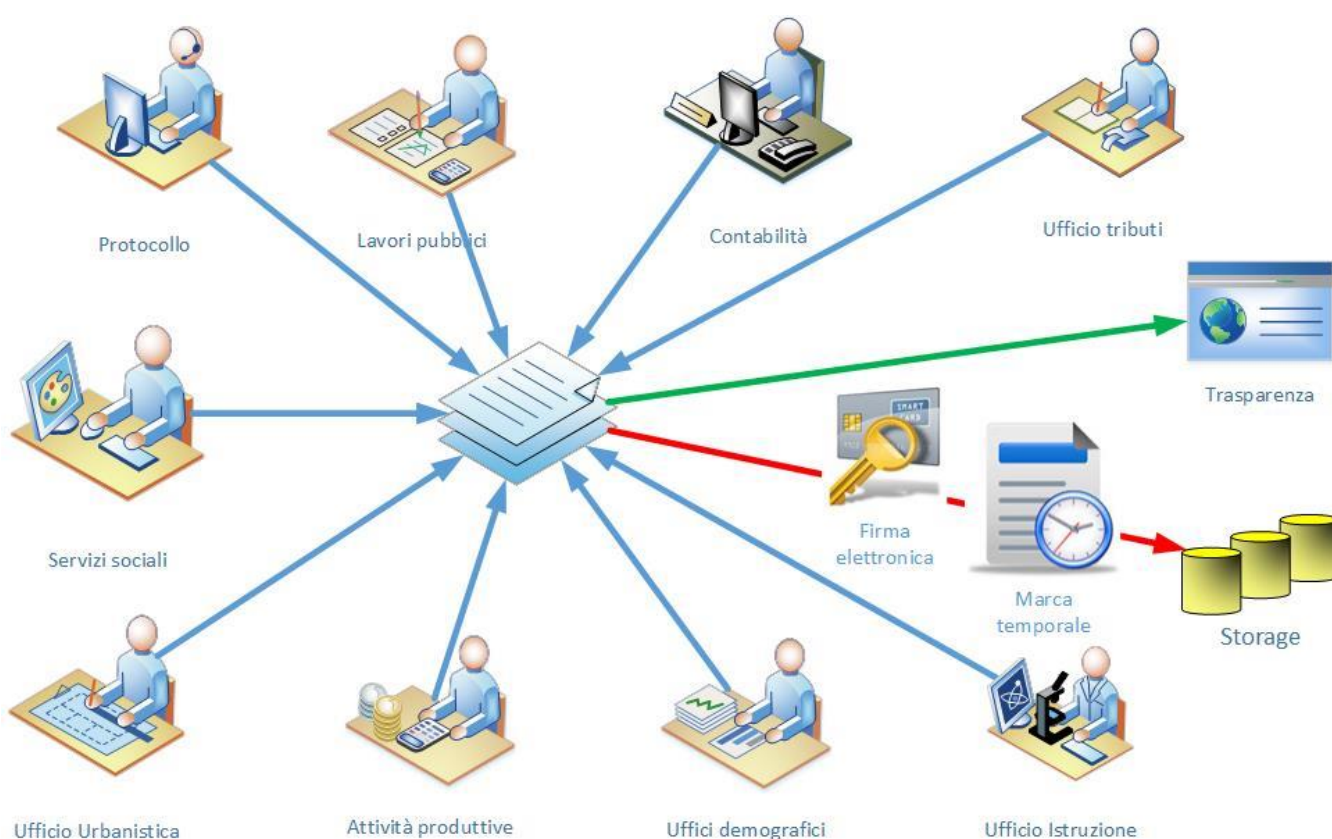 Protocollo
Lavori pubblici
Contabilità
Ufficio tributi
Trasparenza
SMART
CARD
Firma
elettronica
Marca
temporale
Storage
Servizi sociali
Ufficio Urbanistica
Attività produttive
Uffici demografici
Ufficio Istruzione